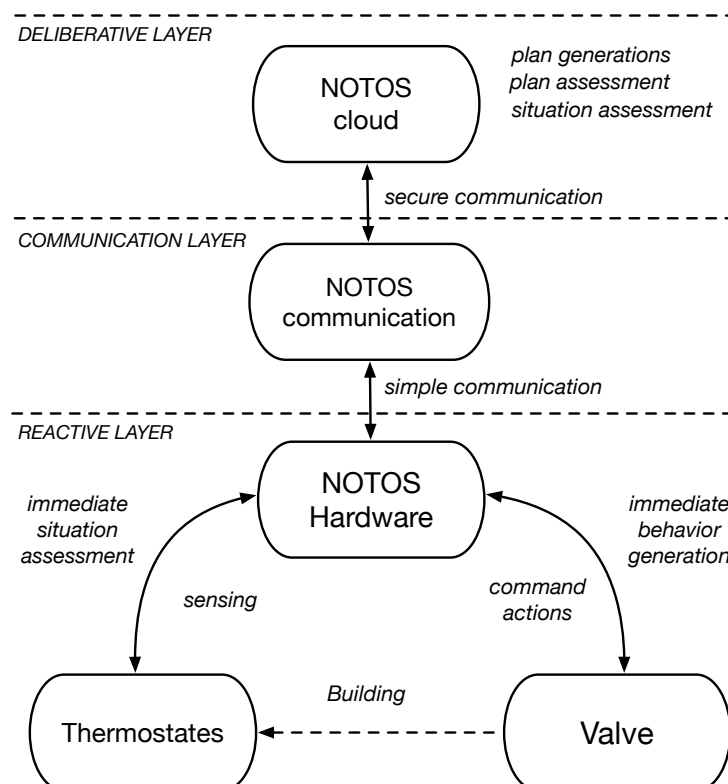 DELIBERATIVE LAYER
NOTOS
cloud
plan generations
plan assessment
situation assessment
secure communication
COMMUNICATION LAYER
NOTOS
communication
simple communication
REACTIVE LAYER
NOTOS
Hardware
immediate
situation
assessment
immediate
behavior
generation
sensing
command
actions
Building
Thermostates
Valve